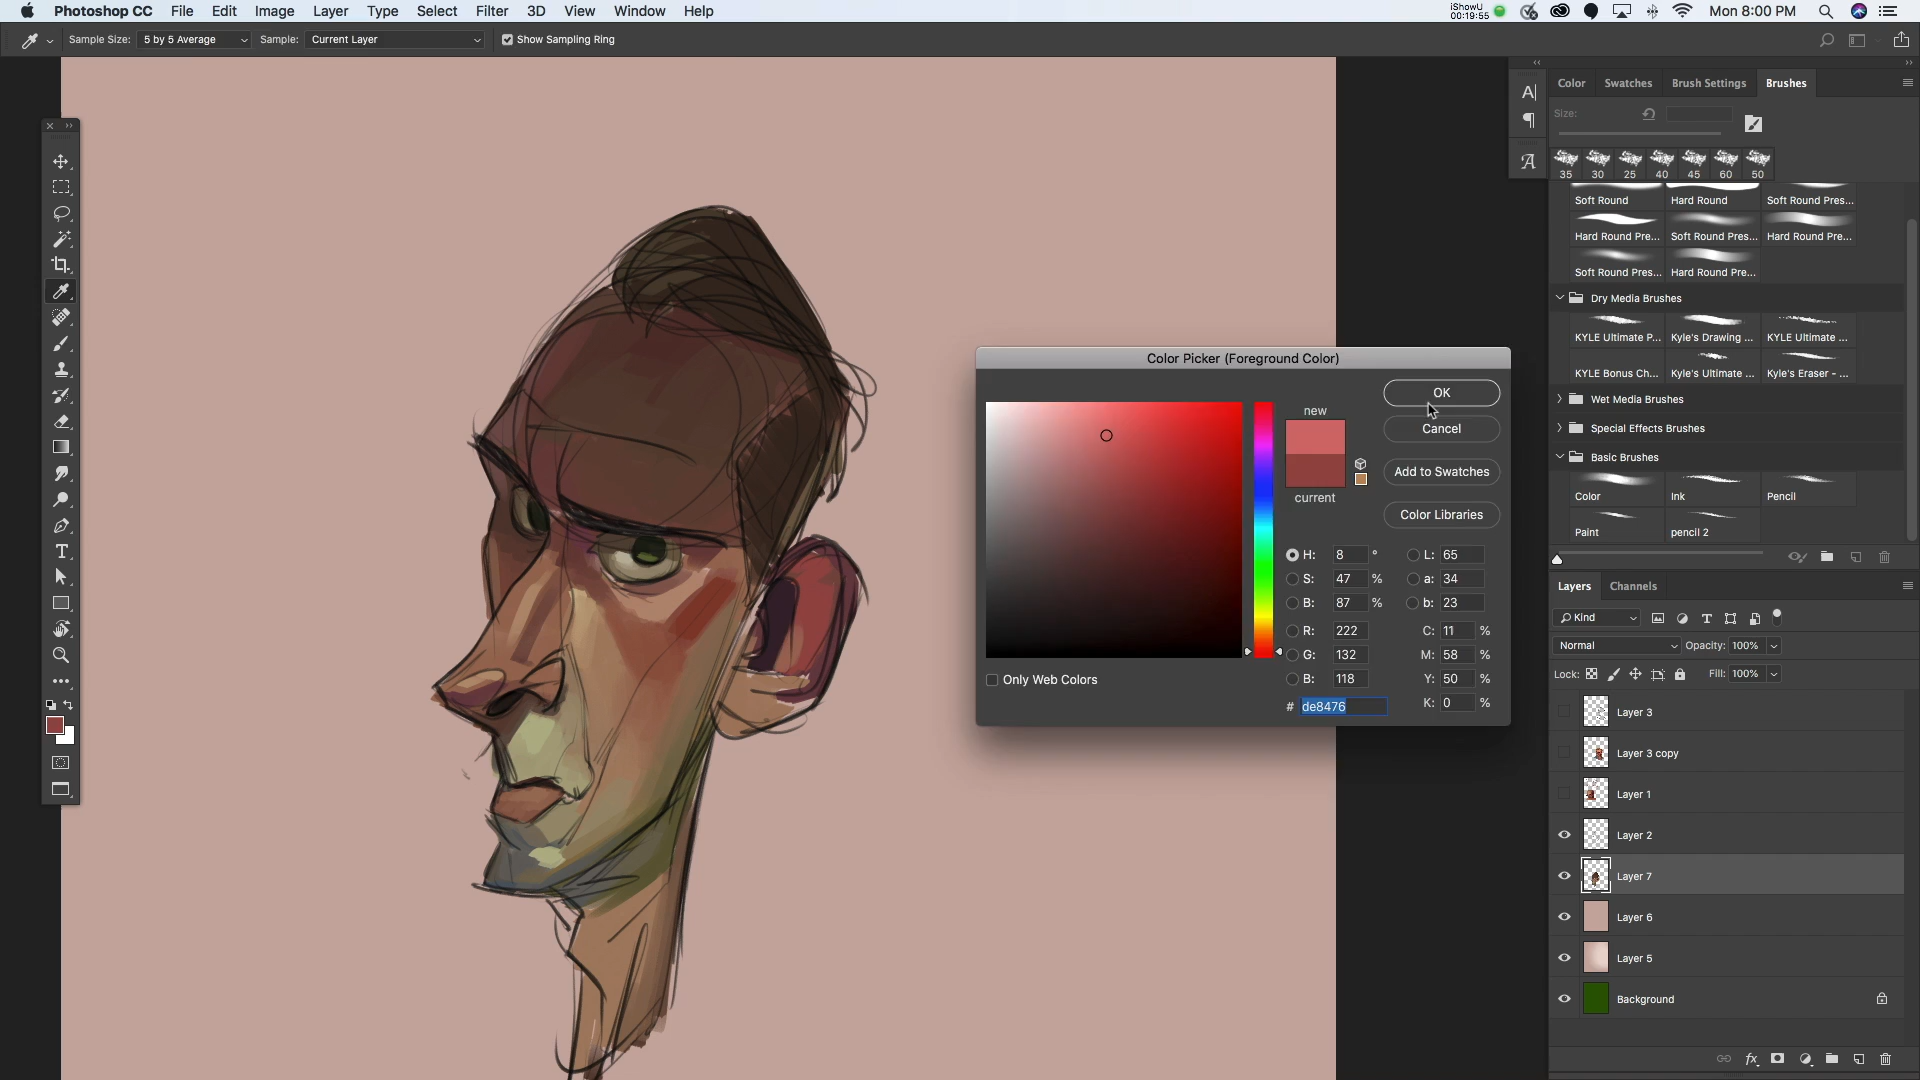 Photoshop CC File Edit Image Layer Type Select Filter 3D View Window Help
iShowU
00:19:55
Mon 8:00 PM
Sample Size: 5 by 5 Average Sample: Current Layer Show Sampling Ring
Color Swatches Brush Settings Brushes
Size:
35 30 25 40 45 60 50
Soft Round Hard Round Soft Round Pres...
Hard Round Pre... Soft Round Pres... Hard Round Pre...
Soft Round Pres... Hard Round Pre...
Dry Media Brushes
KYLE Ultimate P... Kyle's Drawing ... KYLE Ultimate ...
KYLE Bonus Ch... Kyle's Ultimate ... Kyle's Eraser - ...
Wet Media Brushes
Special Effects Brushes
Basic Brushes
Color Ink Pencil
Paint pencil 2
Color Picker (Foreground Color)
new
current
OK
Cancel
Add to Swatches
Color Libraries
H: 8 ° L: 65
S: 47 % a: 34
B: 87 % b: 23
R: 222 C: 11 %
G: 132 M: 58 %
B: 118 Y: 50 %
# de8476 K: 0 %
Only Web Colors
Layers Channels
Kind
Normal Opacity: 100%
Lock: Fill: 100%
Layer 3
Layer 3 copy
Layer 1
Layer 2
Layer 7
Layer 6
Layer 5
Background